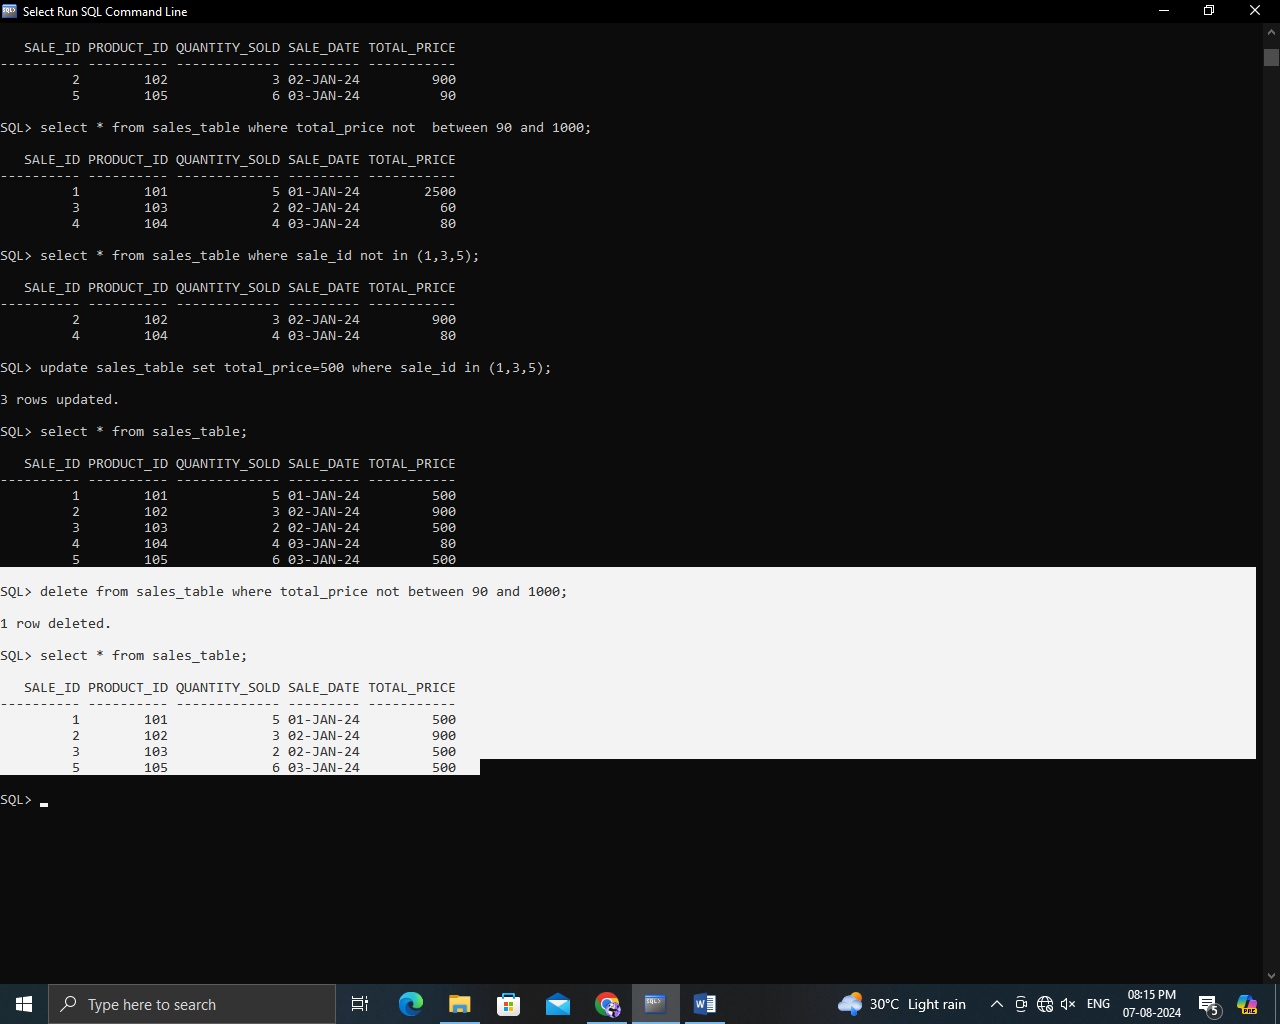 Select Run SQL Command Line
   SALE_ID PRODUCT_ID QUANTITY_SOLD SALE_DATE TOTAL_PRICE
---------- ---------- ------------- --------- -----------
         2        102             3 02-JAN-24         900
         5        105             6 03-JAN-24          90
SQL> select * from sales_table where total_price not  between 90 and 1000;
   SALE_ID PRODUCT_ID QUANTITY_SOLD SALE_DATE TOTAL_PRICE
---------- ---------- ------------- --------- -----------
         1        101             5 01-JAN-24        2500
         3        103             2 02-JAN-24          60
         4        104             4 03-JAN-24          80
SQL> select * from sales_table where sale_id not in (1,3,5);
   SALE_ID PRODUCT_ID QUANTITY_SOLD SALE_DATE TOTAL_PRICE
---------- ---------- ------------- --------- -----------
         2        102             3 02-JAN-24         900
         4        104             4 03-JAN-24          80
SQL> update sales_table set total_price=500 where sale_id in (1,3,5);
3 rows updated.
SQL> select * from sales_table;
   SALE_ID PRODUCT_ID QUANTITY_SOLD SALE_DATE TOTAL_PRICE
---------- ---------- ------------- --------- -----------
         1        101             5 01-JAN-24         500
         2        102             3 02-JAN-24         900
         3        103             2 02-JAN-24         500
         4        104             4 03-JAN-24          80
         5        105             6 03-JAN-24         500
SQL> delete from sales_table where total_price not between 90 and 1000;
1 row deleted.
SQL> select * from sales_table;
   SALE_ID PRODUCT_ID QUANTITY_SOLD SALE_DATE TOTAL_PRICE
---------- ---------- ------------- --------- -----------
         1        101             5 01-JAN-24         500
         2        102             3 02-JAN-24         900
         3        103             2 02-JAN-24         500
         5        105             6 03-JAN-24         500
SQL> _
Type here to search
30°C Light rain
ENG
08:15 PM
07-08-2024
5
PRE